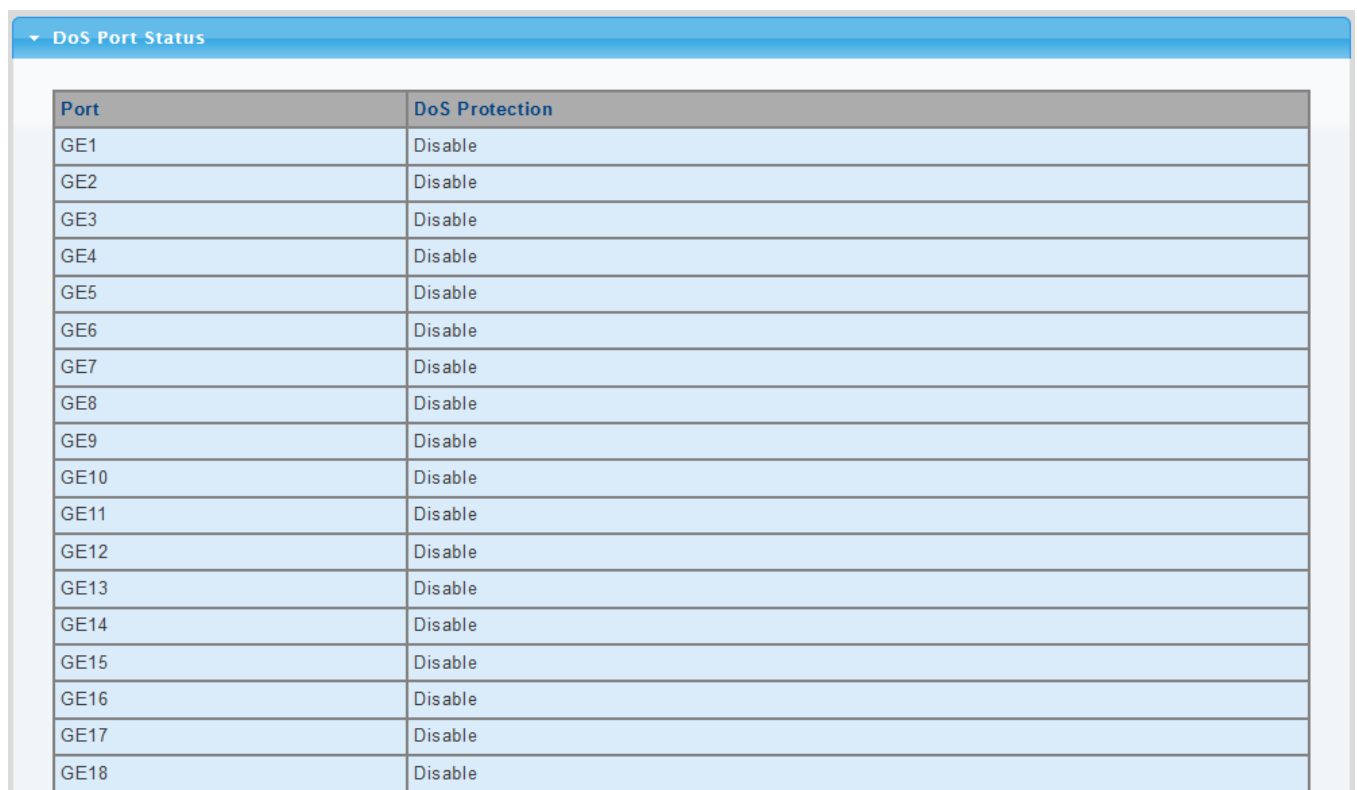 DoS Port Status
Port DoS Protection
GE1 Disable
GE2 Disable
GE3 Disable
GE4 Disable
GE5 Disable
GE6 Disable
GE7 Disable
GE8 Disable
GE9 Disable
GE10 Disable
GE11 Disable
GE12 Disable
GE13 Disable
GE14 Disable
GE15 Disable
GE16 Disable
GE17 Disable
GE18 Disable